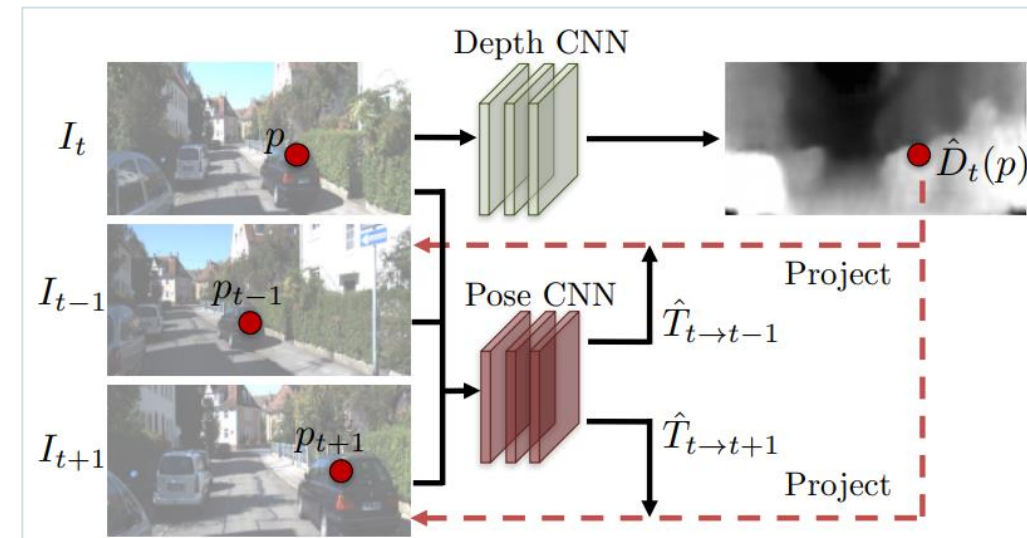 Depth CNN
I_t
p
D̂_t(p)
Project
I_{t−1}
p_{t−1}
Pose CNN
T̂_{t→t−1}
I_{t+1}
p_{t+1}
T̂_{t→t+1}
Project